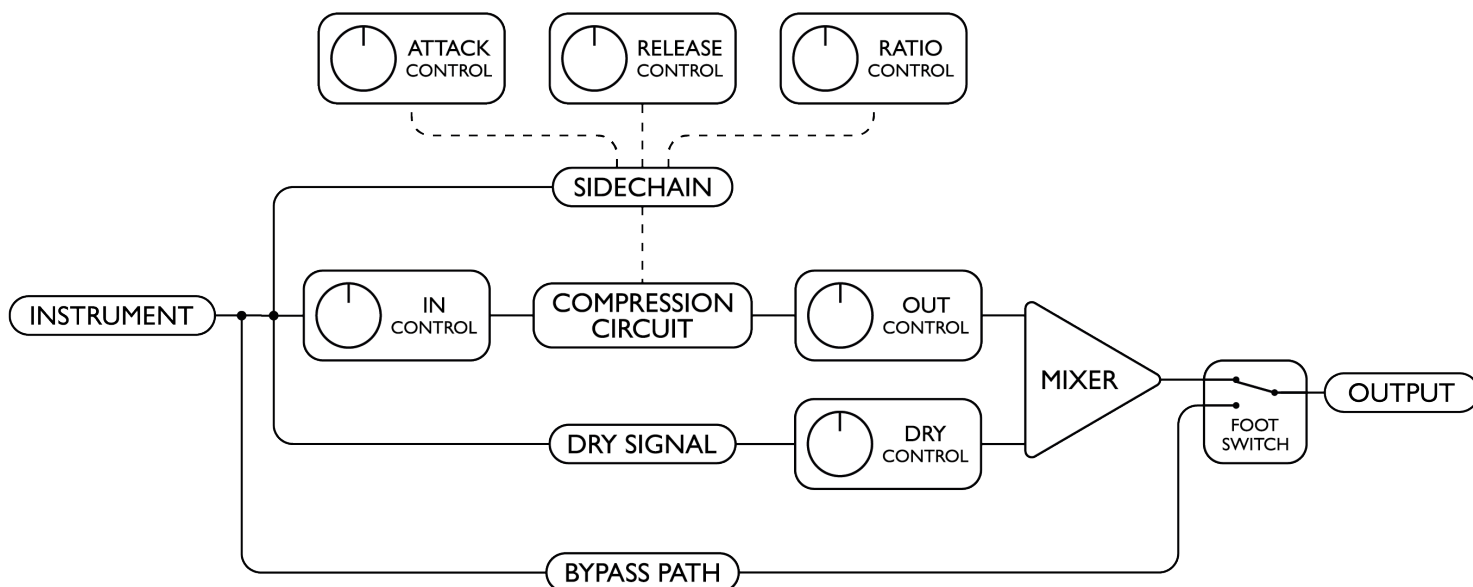 ATTACK
CONTROL
RELEASE
CONTROL
RATIO
CONTROL
SIDECHAIN
INSTRUMENT
IN
CONTROL
COMPRESSION
CIRCUIT
OUT
CONTROL
MIXER
OUTPUT
FOOT
SWITCH
DRY SIGNAL
DRY
CONTROL
BYPASS PATH